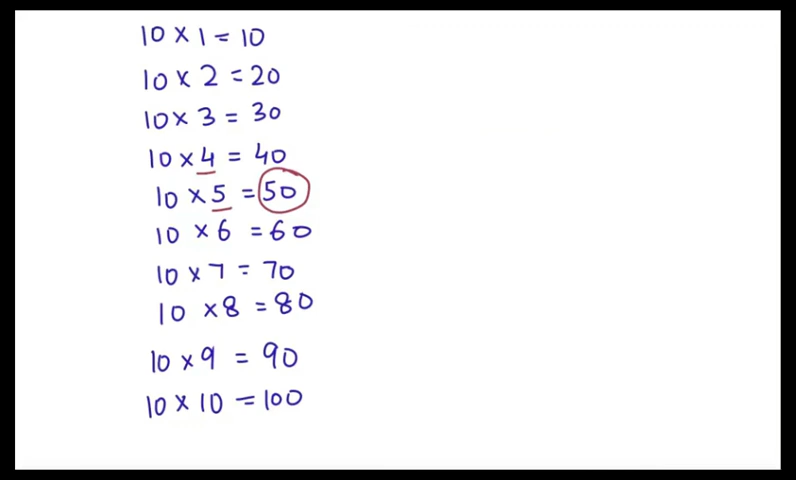 10 × 1 = 10
10 × 2 = 20
10 × 3 = 30
10 × 4 = 40
10 × 5 = 50
10 × 6 = 60
10 × 7 = 70
10 × 8 = 80
10 × 9 = 90
10 × 10 = 100